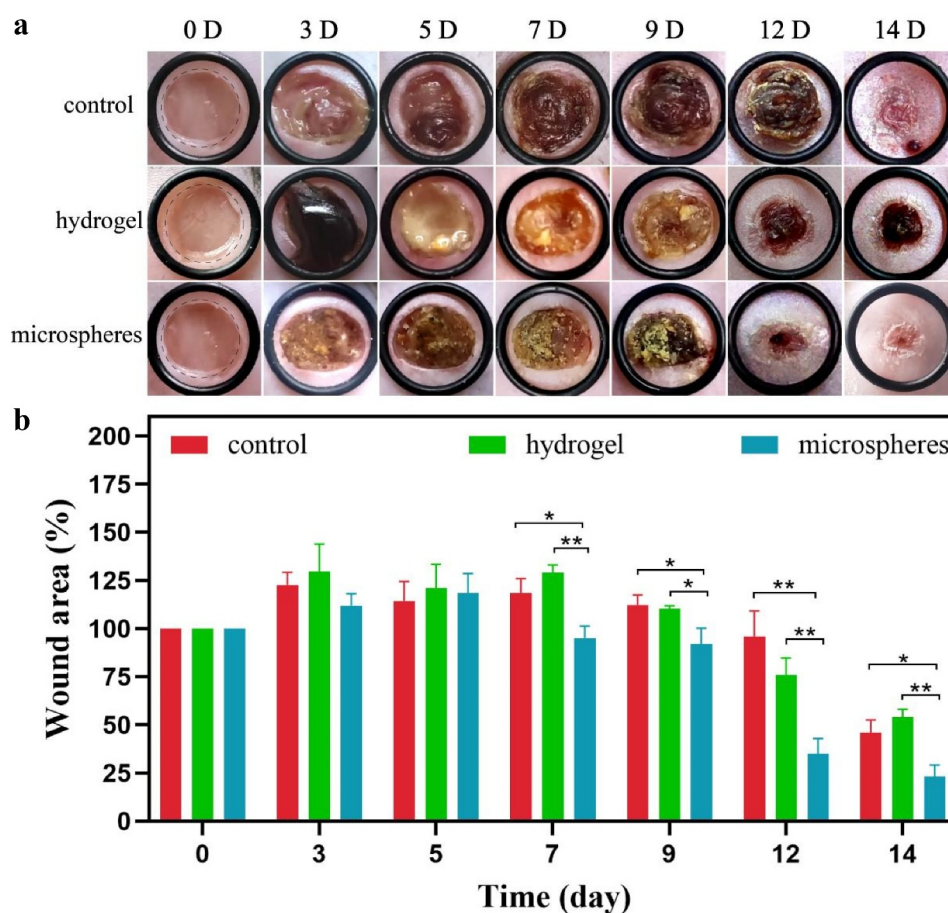 a
0 D 3 D 5 D 7 D 9 D 12 D 14 D
control
hydrogel
microspheres
b
control hydrogel microspheres
Wound area (%)
200
175
150
125
100
75
50
25
0
* ** * * ** ** * **
0 3 5 7 9 12 14
Time (day)